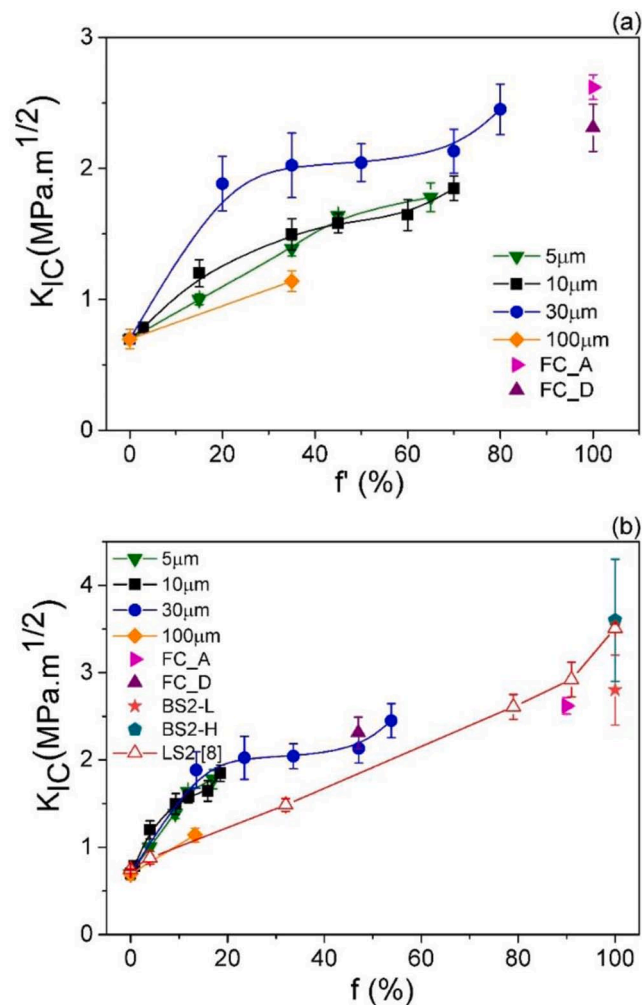 (a)
3
2
1
0
K_IC(MPa.m^1/2)
5μm
10μm
30μm
100μm
FC_A
FC_D
0 20 40 60 80 100
f' (%)
(b)
4
3
2
1
0
K_IC(MPa.m^1/2)
5μm
10μm
30μm
100μm
FC_A
FC_D
BS2-L
BS2-H
LS2 [8]
0 20 40 60 80 100
f (%)